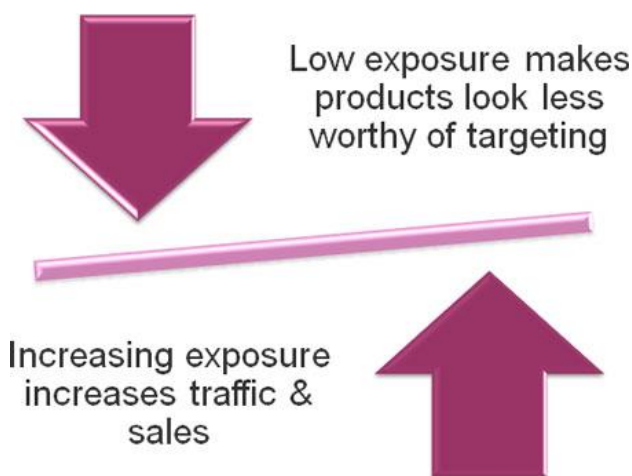 Low exposure makes
products look less
worthy of targeting
Increasing exposure
increases traffic &
sales